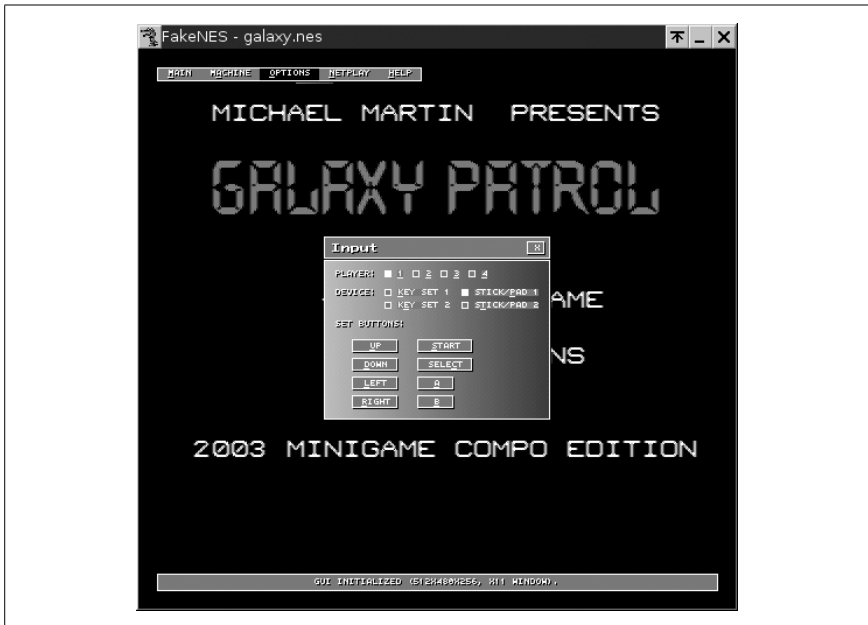 FakeNES - galaxy.nes
MAIN MACHINE OPTIONS NETPLAY HELP
MICHAEL MARTIN PRESENTS
GALAXY PATROL
Input
PLAYER: 1 2 3 4
DEVICE: KEY SET 1 STICK/PAD 1
KEY SET 2 STICK/PAD 2
AME
SET BUTTONS:
UP START
NS
DOWN SELECT
LEFT A
RIGHT B
2003 MINIGAME COMPO EDITION
GUI INITIALIZED (512X480X256, X11 WINDOW).